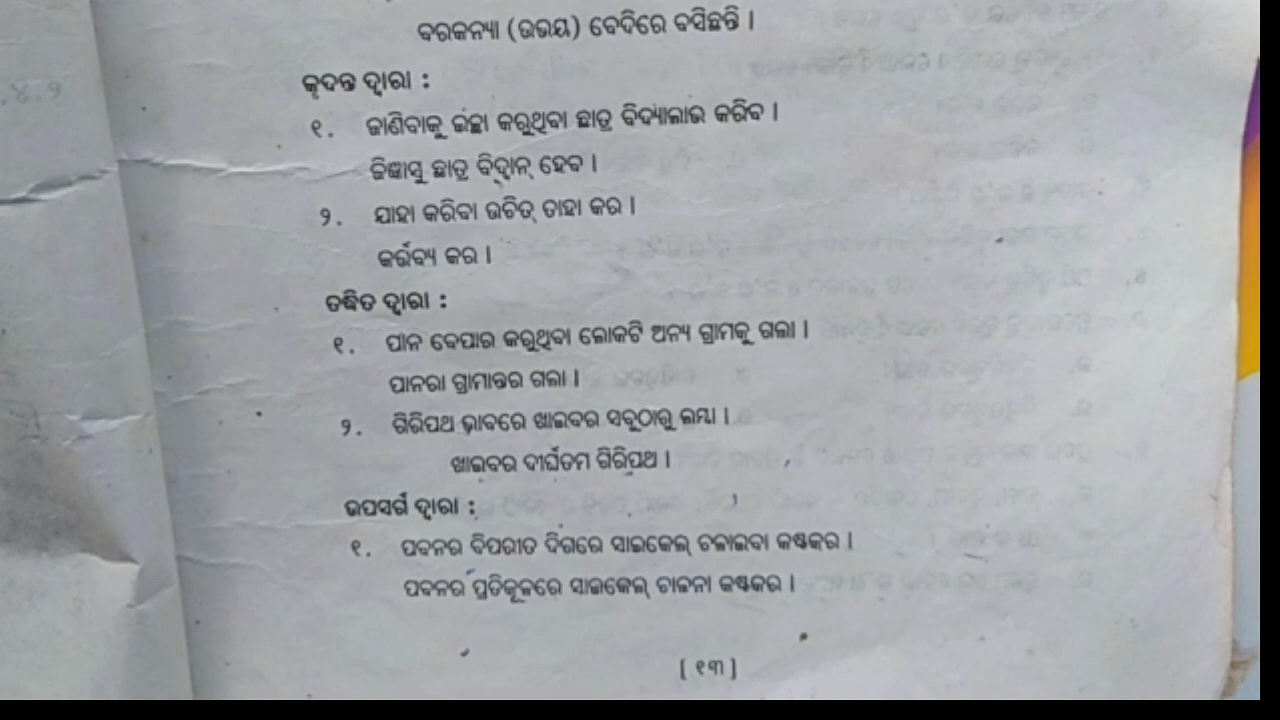 ବରକନ୍ୟା (ଉଭୟ) ବେଦିରେ ବସିଛନ୍ତି ।
କୃଦନ୍ତ ଦ୍ୱାରା :
୧. ଜାଣିବାକୁ ଇଚ୍ଛା କରୁଥିବା ଛାତ୍ର ବିଦ୍ୟାଲାଭ କରିବ ।
ଜିଜ୍ଞାସୁ ଛାତ୍ର ବିଦ୍ୱାନ୍ ହେବ ।
୨. ଯାହା କରିବା ଉଚିତ୍ ତାହା କର ।
କର୍ତ୍ତବ୍ୟ କର ।
ତଦ୍ଧିତ ଦ୍ୱାରା :
୧. ପାନ ବେପାର କରୁଥିବା ଲୋକଟି ଅନ୍ୟ ଗ୍ରାମକୁ ଗଲା ।
ପାନରା ଗ୍ରାମାନ୍ତର ଗଲା ।
୨. ଗିରିପଥ ଭାବରେ ଖାଇବର ସବୁଠାରୁ ଲମ୍ବା ।
ଖାଇବର ଦୀର୍ଘତମ ଗିରିପଥ ।
ଉପସର୍ଗ ଦ୍ୱାରା :
୧. ପବନର ବିପରୀତ ଦିଗରେ ସାଇକେଲ୍ ଚଳାଇବା କଷ୍ଟକର ।
ପବନର ପ୍ରତିକୂଳରେ ସାଇକେଲ୍ ଚାଳନା କଷ୍ଟକର ।
[ ୧୩ ]